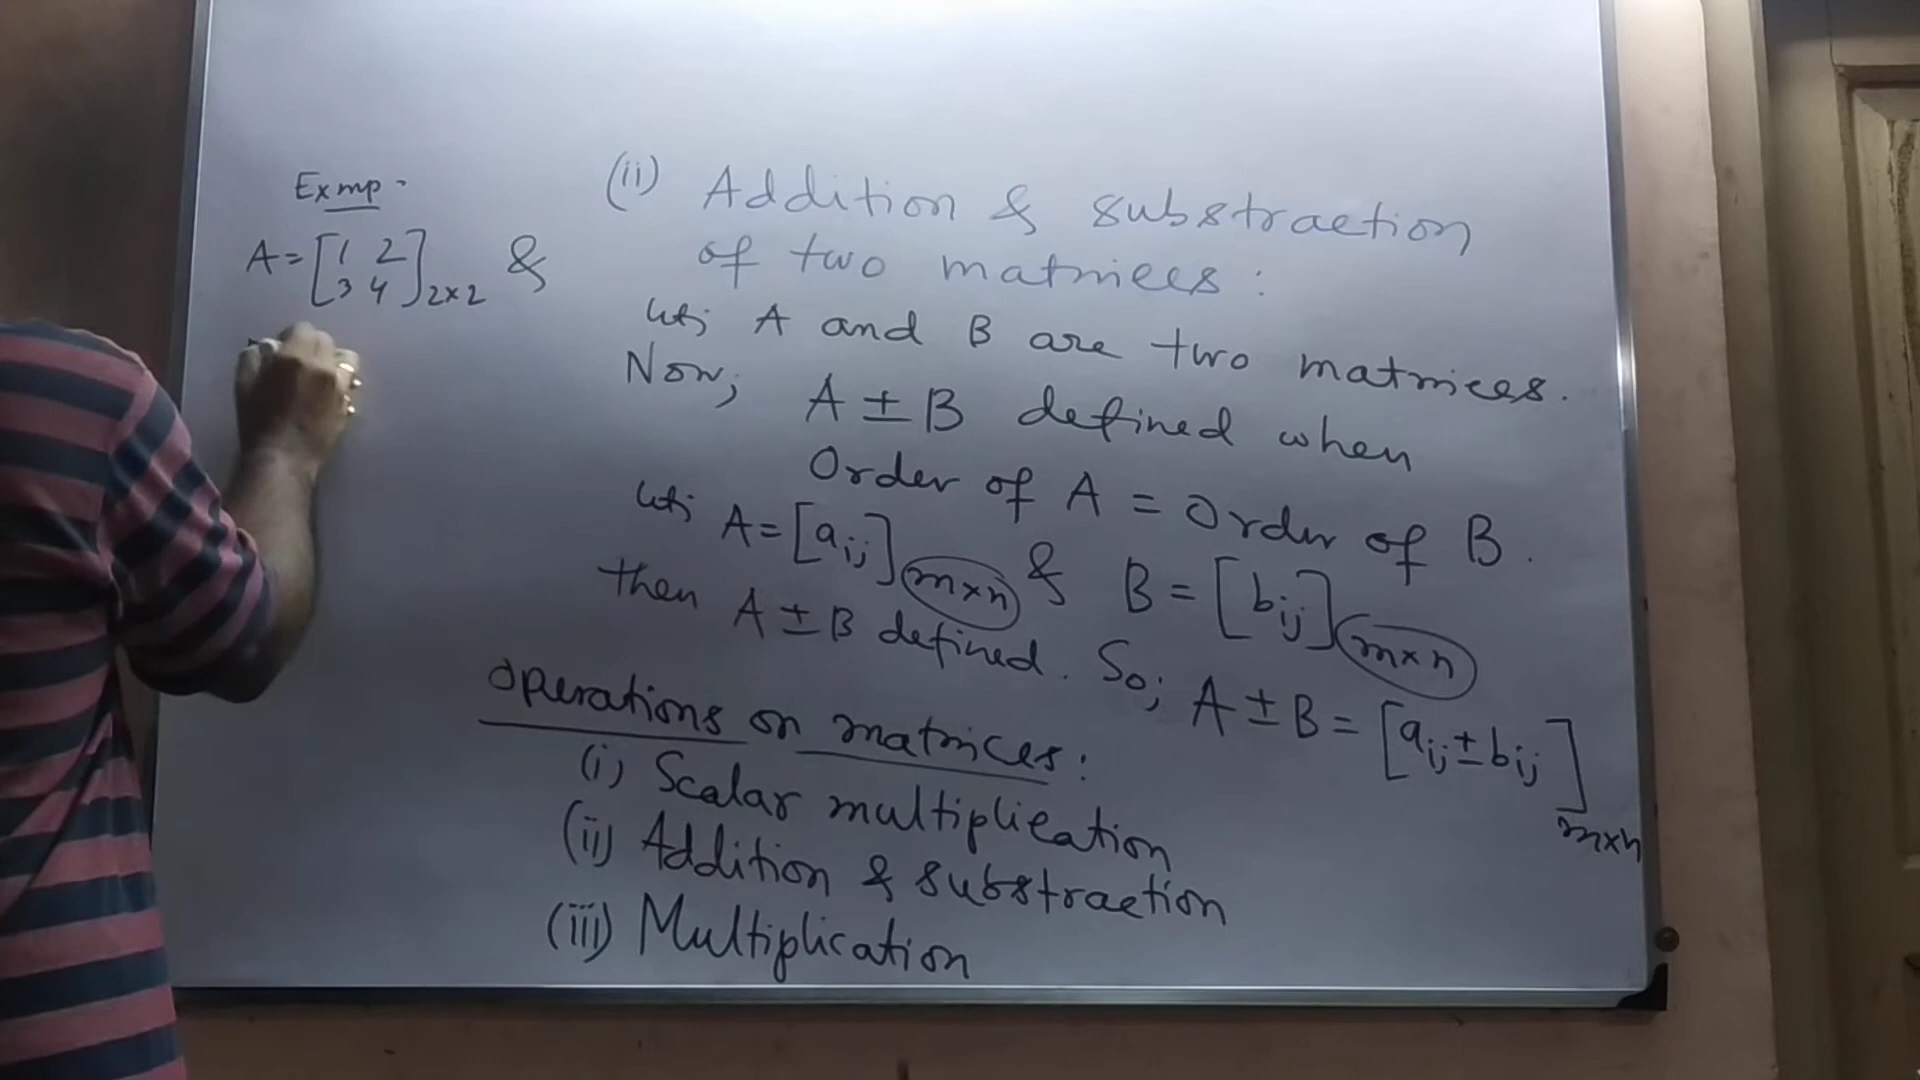 Exmp -
A = [1 2
3 4]2×2 &
(ii) Addition & substraction
of two matrices :
Let; A and B are two matrices.
Now; A ± B defined when
Order of A = Order of B.
Let; A = [aij]m×n & B = [bij]m×n
then A ± B defined. So; A ± B = [aij ± bij]m×n
Operations on matrices :
(i) Scalar multiplication
(ii) Addition & substraction
(iii) Multiplication